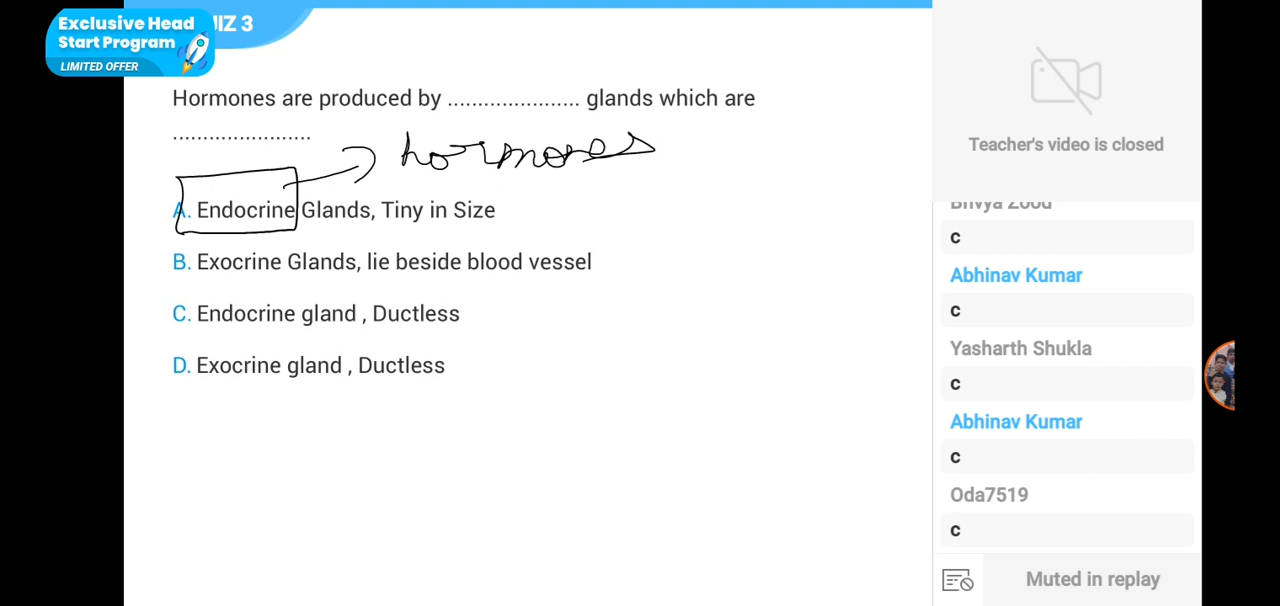 Exclusive Head
Start Program
LIMITED OFFER
IZ 3
Hormones are produced by ...................... glands which are
.......................
hormones
A. Endocrine Glands, Tiny in Size
B. Exocrine Glands, lie beside blood vessel
C. Endocrine gland , Ductless
D. Exocrine gland , Ductless
Teacher's video is closed
c
Abhinav Kumar
c
Yasharth Shukla
c
Abhinav Kumar
c
Oda7519
c
Muted in replay